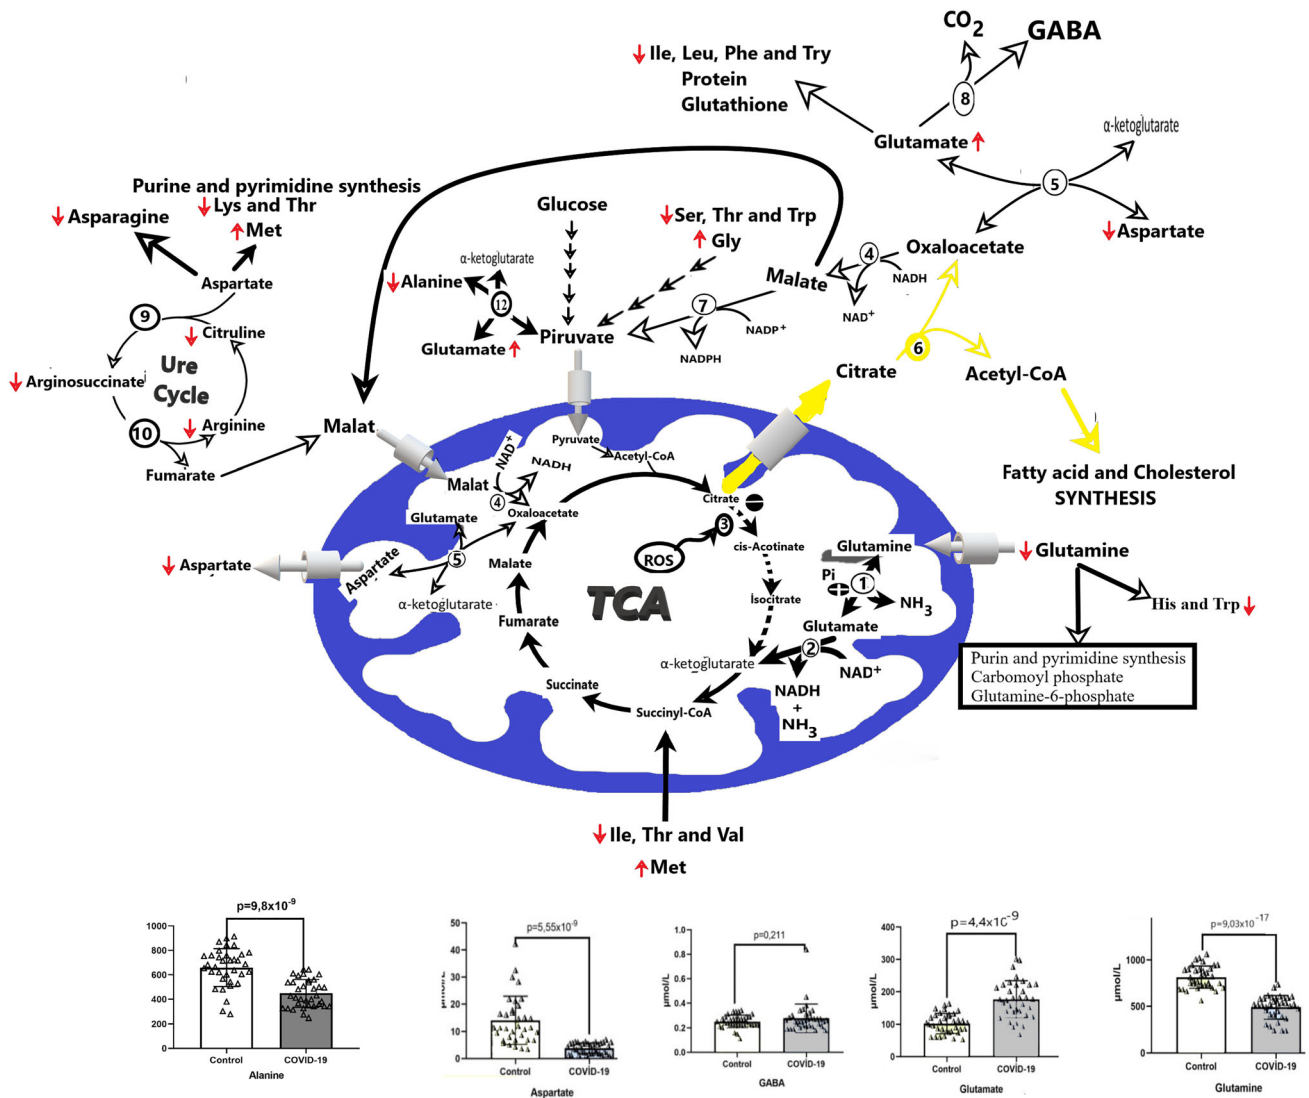 CO2
GABA
↓Ile, Leu, Phe and Try
Protein
Glutathione
8
Glutamate↑
α-ketoglutarate
5
↓Aspartate
Oxaloacetate
Purine and pyrimidine synthesis
↓Lys and Thr
↓Asparagine
↑Met
Aspartate
9
↓Citruline
Ure
Cycle
↓Arginosuccinate
10
↓Arginine
Fumarate
Glucose
↓Ser, Thr and Trp
↑Gly
α-ketoglutarate
↓Alanine
12
Glutamate↑
Piruvate
7
NADP+
NADPH
Malate
4
NADH
NAD+
6
Citrate
Acetyl-CoA
Fatty acid and Cholesterol
SYNTHESIS
Malat
Pyruvate
Acetyl-CoA
NAD+
NADH
Malat
4
Oxaloacetate
Citrate
3
ROS
cis-Acotinate
Isocitrate
TCA
Glutamate
5
Aspartate
α-ketoglutarate
↓Aspartate
Malate
Fumarate
Succinate
Succinyl-CoA
α-ketoglutarate
Glutamine
Pi
1
NH3
Glutamate
2
NAD+
NADH
+
NH3
↓Glutamine
His and Trp↓
Purin and pyrimidine synthesis
Carbomoyl phosphate
Glutamine-6-phosphate
↓Ile, Thr and Val
↑Met
p=9,8x10-9
1000
800
600
400
200
0
Control
COVID-19
Alanine
p=5,55x10-9
50
40
30
20
10
0
Control
COVID-19
Aspartate
p=0,211
µmol/L
1.0
0.8
0.6
0.4
0.2
0.0
Control
COVID-19
GABA
p=4,4x10-9
µmol/L
400
300
200
100
0
Control
COVID-19
Glutamate
p=9,03x10-17
µmol/L
1000
500
0
Control
COVID-19
Glutamine